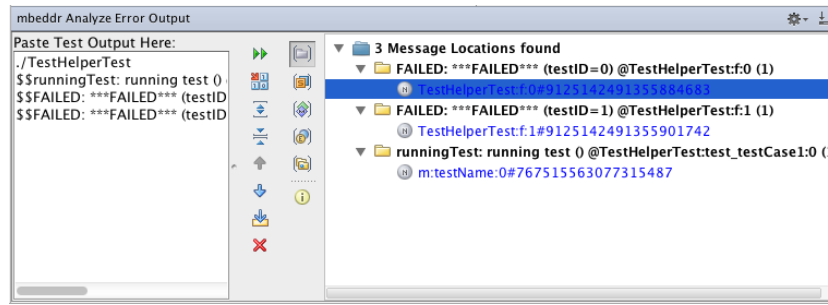 mbeddr Analyze Error Output
Paste Test Output Here:
./TestHelperTest
$$runningTest: running test ()
$$FAILED: ***FAILED*** (testID
$$FAILED: ***FAILED*** (testID
3 Message Locations found
FAILED: ***FAILED*** (testID=0) @TestHelperTest:f:0 (1)
TestHelperTest:f:0#9125142491355884683
FAILED: ***FAILED*** (testID=1) @TestHelperTest:f:1 (1)
TestHelperTest:f:1#9125142491355901742
runningTest: running test () @TestHelperTest:test_testCase1:0 (
m:testName:0#767515563077315487